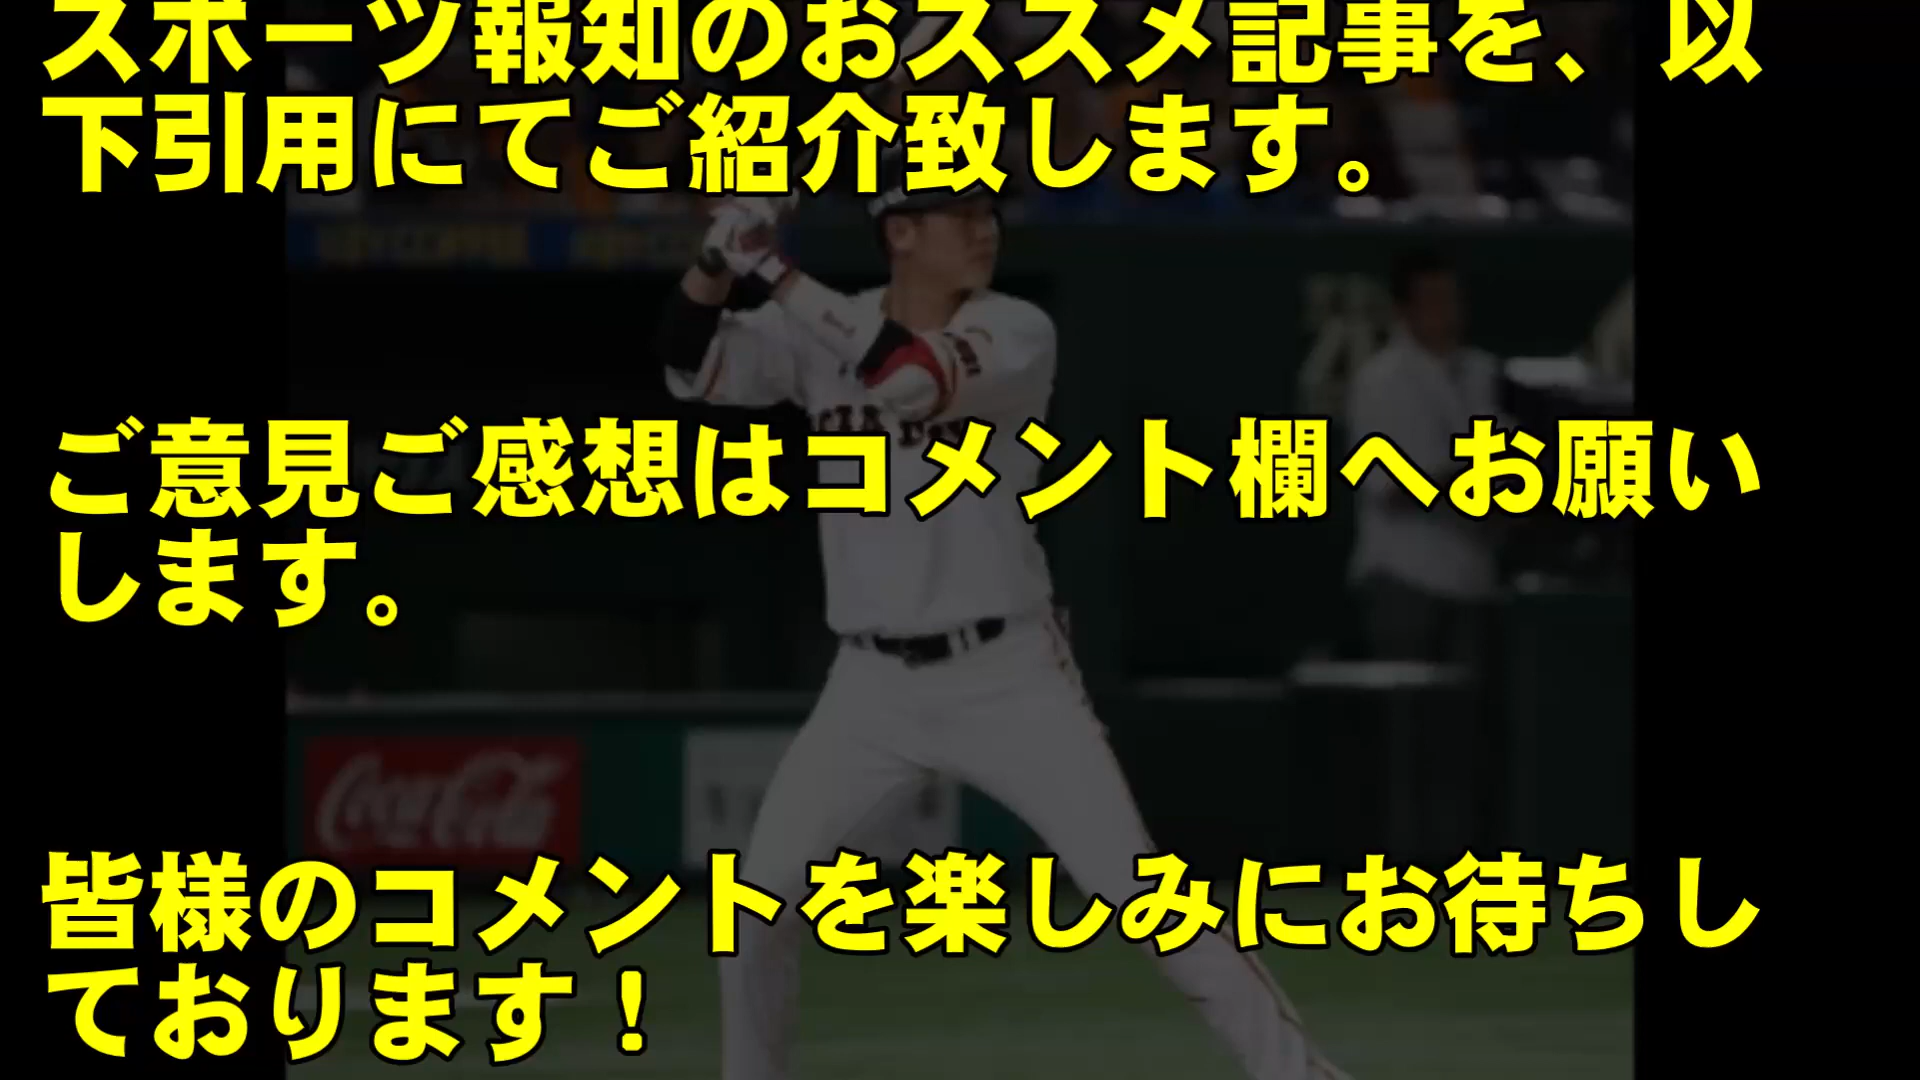 スポーツ報知のおススメ記事を、以
下引用にてご紹介致します。
ご意見ご感想はコメント欄へお願い
します。
Coca-Cola
皆様のコメントを楽しみにお待ちし
ております！